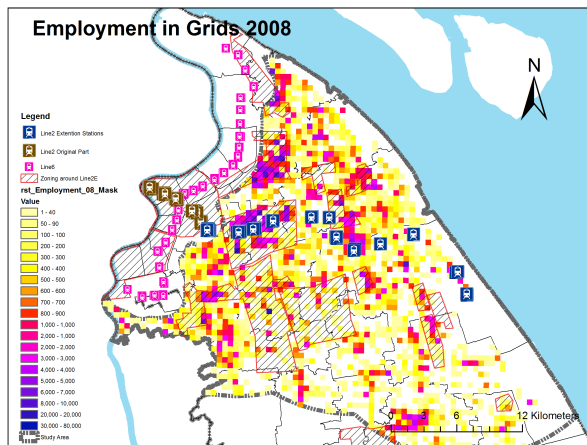 Employment in Grids 2008
N
Legend
Line2 Extention Stations
Line2 Original Part
Line6
Zoning around Line2E
rst_Employment_08_Mask
Value
1 - 40
50 - 90
100 - 100
200 - 200
300 - 300
400 - 400
500 - 500
600 - 600
700 - 700
800 - 900
1,000 - 1,000
2,000 - 2,000
3,000 - 3,000
4,000 - 4,000
5,000 - 5,000
6,000 - 7,000
8,000 - 10,000
20,000 - 20,000
30,000 - 80,000
Study Area
0 3 6 12 Kilometers